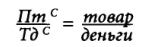 Пт С = товар
Тд С   деньги